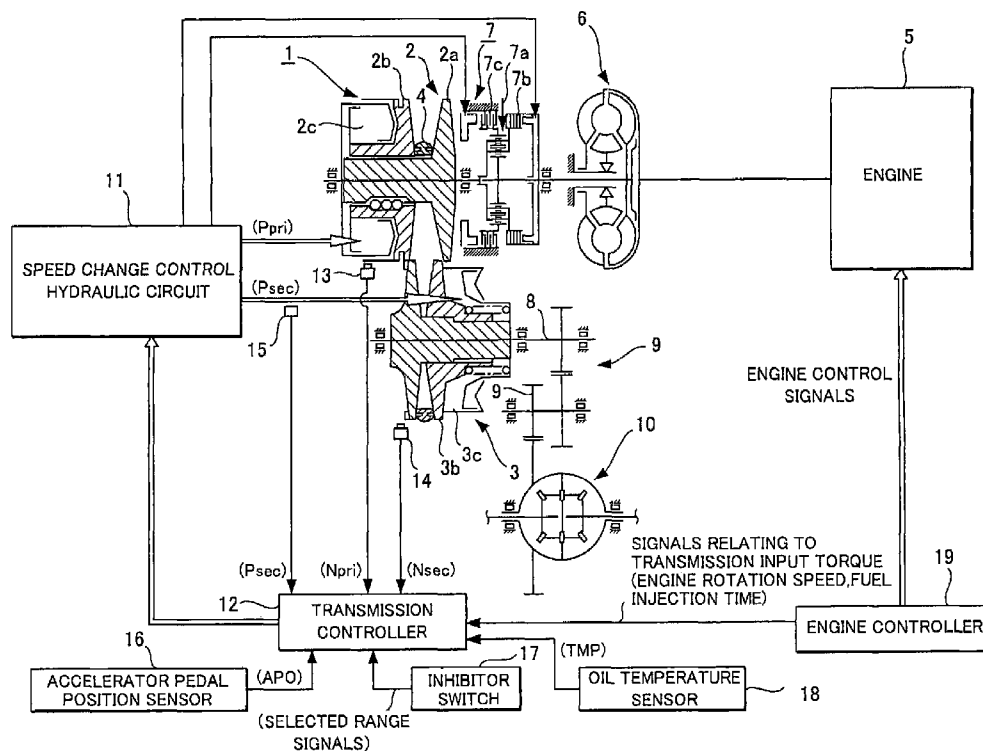 6
5
7
2
7a
2b
2a
7c
7b
1
4
2c
ENGINE
11
(Ppri)
SPEED CHANGE CONTROL
HYDRAULIC CIRCUIT
13
(Psec)
8
15
9
9
ENGINE CONTROL
SIGNALS
10
3c
14
3b
3
SIGNALS RELATING TO
TRANSMISSION INPUT TORQUE
(ENGINE ROTATION SPEED,FUEL
INJECTION TIME)
(Psec)
(Npri)
(Nsec)
19
12
TRANSMISSION
CONTROLLER
ENGINE CONTROLLER
16
17
(TMP)
ACCELERATOR PEDAL
POSITION SENSOR
(APO)
INHIBITOR
SWITCH
OIL TEMPERATURE
SENSOR
18
(SELECTED RANGE
SIGNALS)